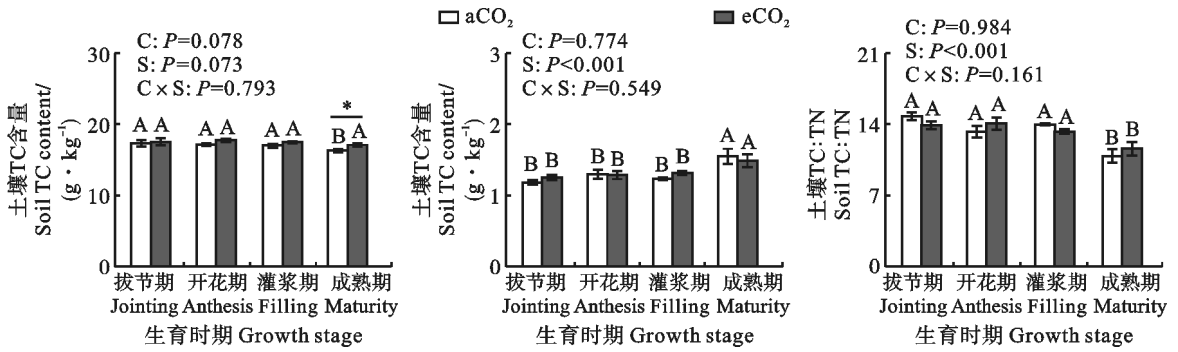 aCO₂ eCO₂
30
20
10
0
土壤TC含量
Soil TC content/
(g·kg⁻¹)
C: P=0.078
S: P=0.073
C×S: P=0.793
A A A A A A B A
*
拔节期 开花期 灌浆期 成熟期
Jointing Anthesis Filling Maturity
生育时期 Growth stage
3
2
1
0
土壤TC含量
Soil TC content/
(g·kg⁻¹)
C: P=0.774
S: P<0.001
C×S: P=0.549
B B B B B B A A
拔节期 开花期 灌浆期 成熟期
Jointing Anthesis Filling Maturity
生育时期 Growth stage
21
14
7
0
土壤TC:TN
Soil TC:TN
C: P=0.984
S: P<0.001
C×S: P=0.161
A A A A A A B B
拔节期 开花期 灌浆期 成熟期
Jointing Anthesis Filling Maturity
生育时期 Growth stage